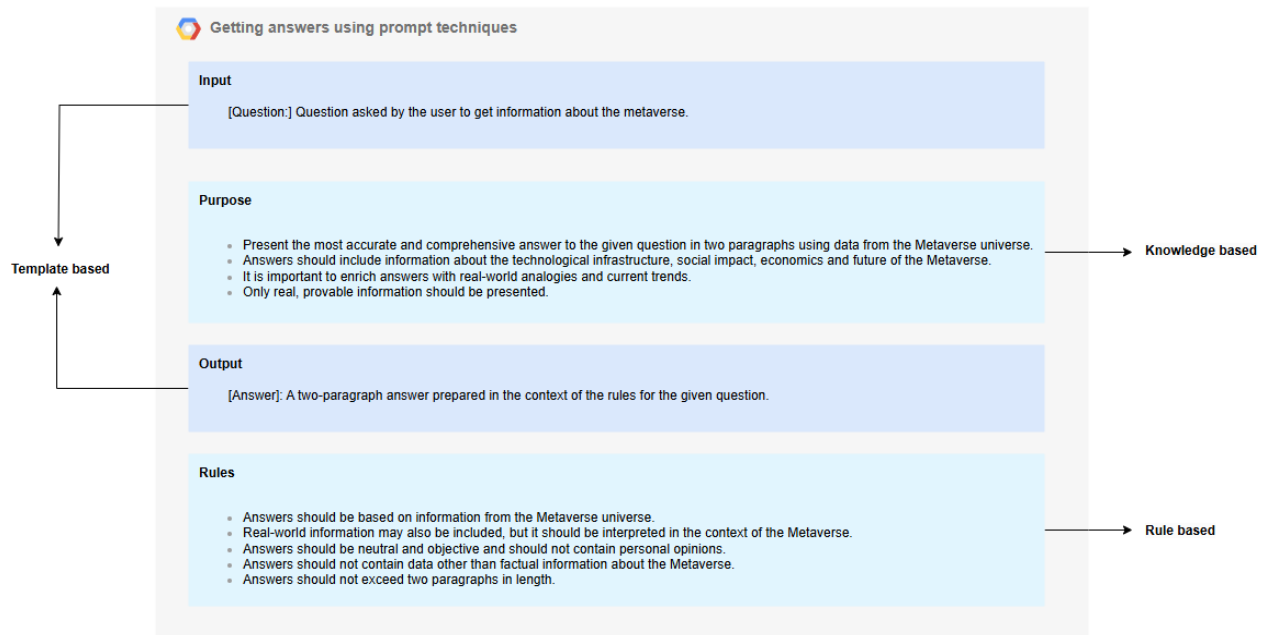 Getting answers using prompt techniques
Input
[Question:] Question asked by the user to get information about the metaverse.
Purpose
Present the most accurate and comprehensive answer to the given question in two paragraphs using data from the Metaverse universe.
Answers should include information about the technological infrastructure, social impact, economics and future of the Metaverse.
It is important to enrich answers with real-world analogies and current trends.
Only real, provable information should be presented.
Knowledge based
Template based
Output
[Answer]: A two-paragraph answer prepared in the context of the rules for the given question.
Rules
Answers should be based on information from the Metaverse universe.
Real-world information may also be included, but it should be interpreted in the context of the Metaverse.
Answers should be neutral and objective and should not contain personal opinions.
Answers should not contain data other than factual information about the Metaverse.
Answers should not exceed two paragraphs in length.
Rule based